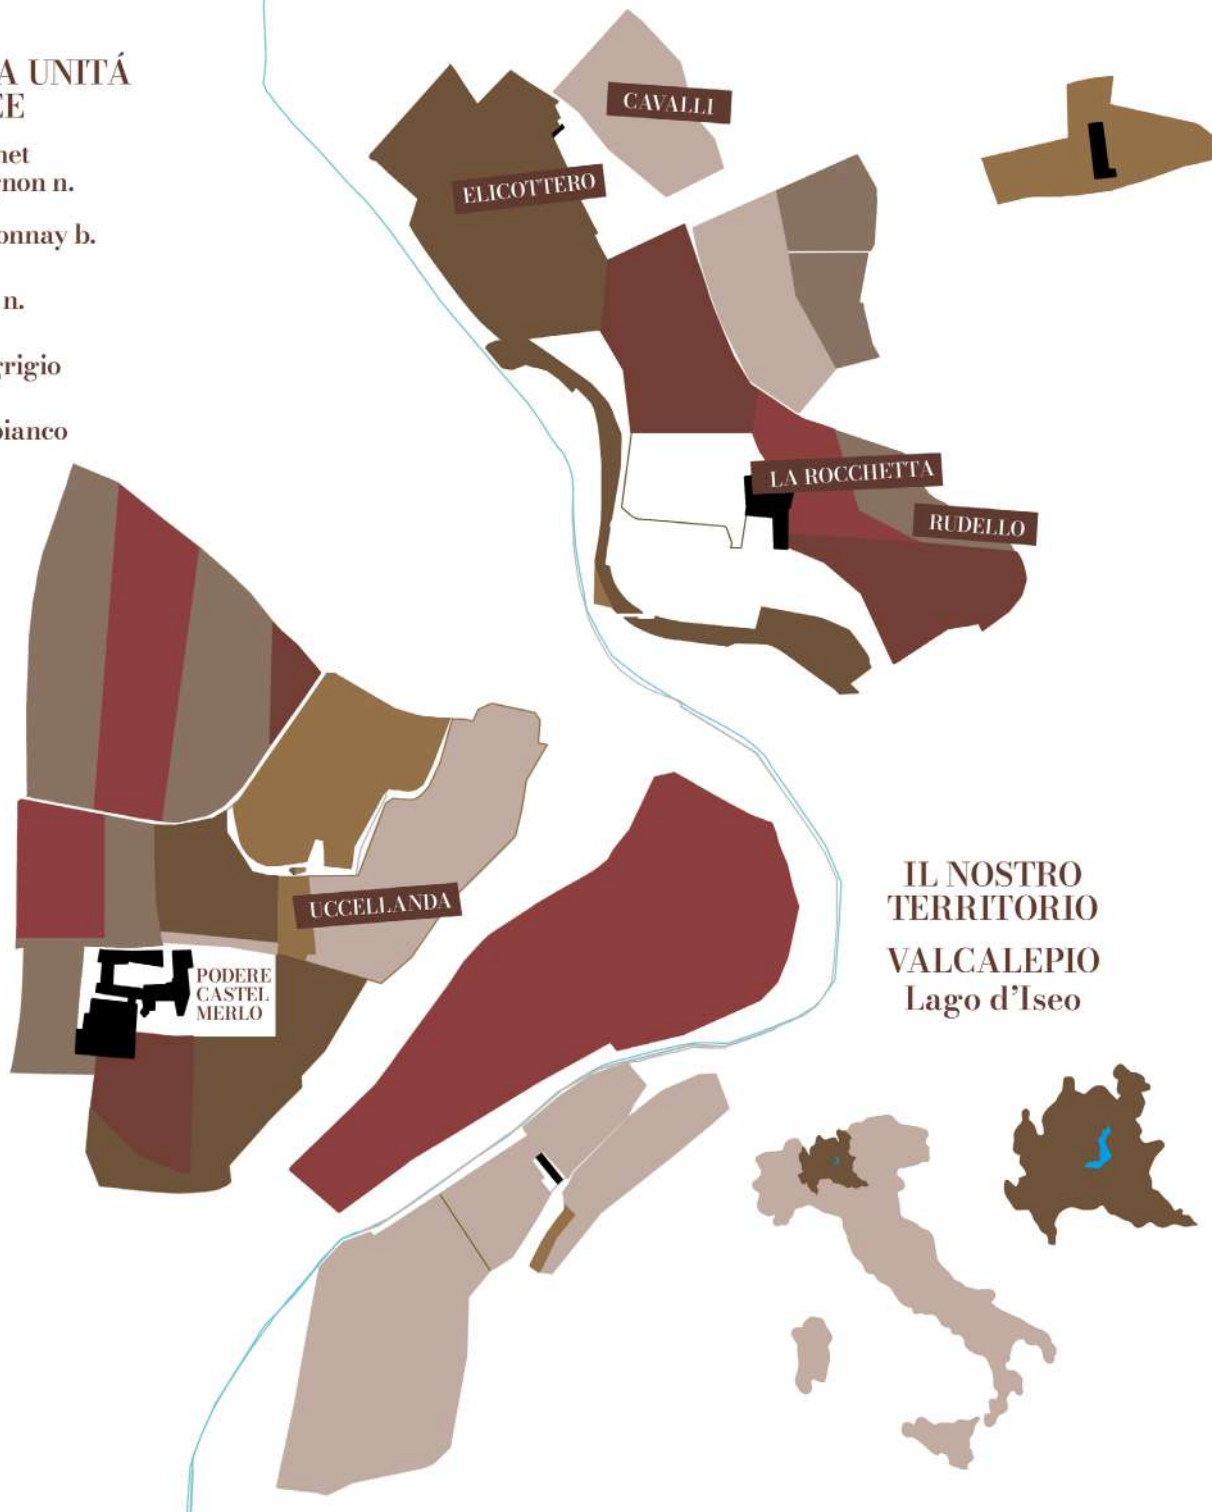 A UNITÁ
EE
net
non n.
onnay b.
n.
grigio
bianco
CAVALLI
ELICOTTERO
LA ROCCHETTA
RUDELLO
UCCELLANDA
PODERE
CASTEL
MERLO
IL NOSTRO
TERRITORIO
VALCALEPIO
Lago d'Iseo